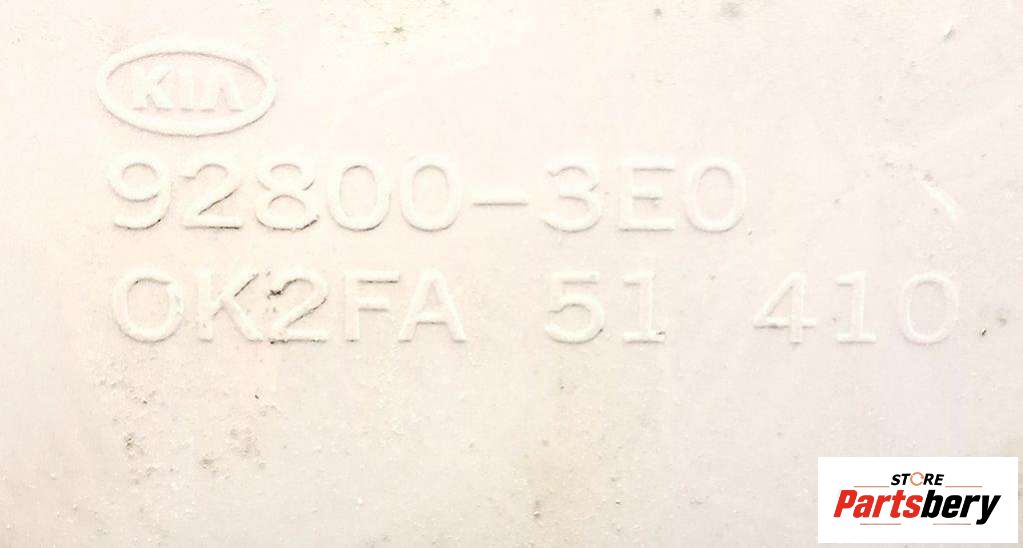 KIA
92800-3E0
0K2FA 51 410
STORE
Partsbery